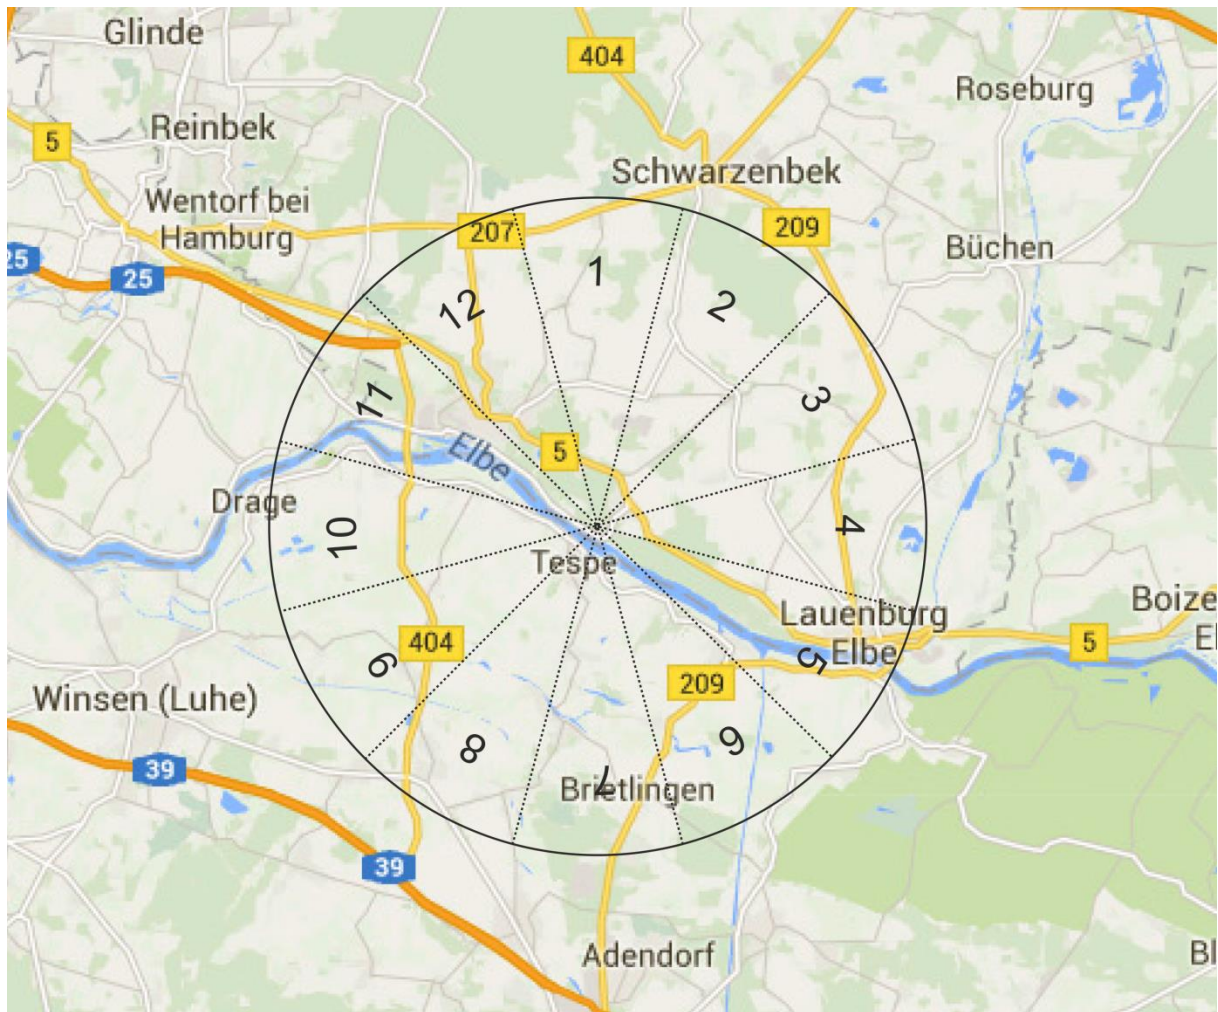 Glinde
404
Roseburg
5
Reinbek
Schwarzenbek
Wentorf bei
Hamburg
207
209
Büchen
25
25
1
12
2
11
3
Elbe
5
Drage
10
4
Tespe
Lauenburg
Elbe
Boize
El
5
404
9
5
Winsen (Luhe)
209
8
6
39
7
Brietlingen
39
Adendorf
Bl